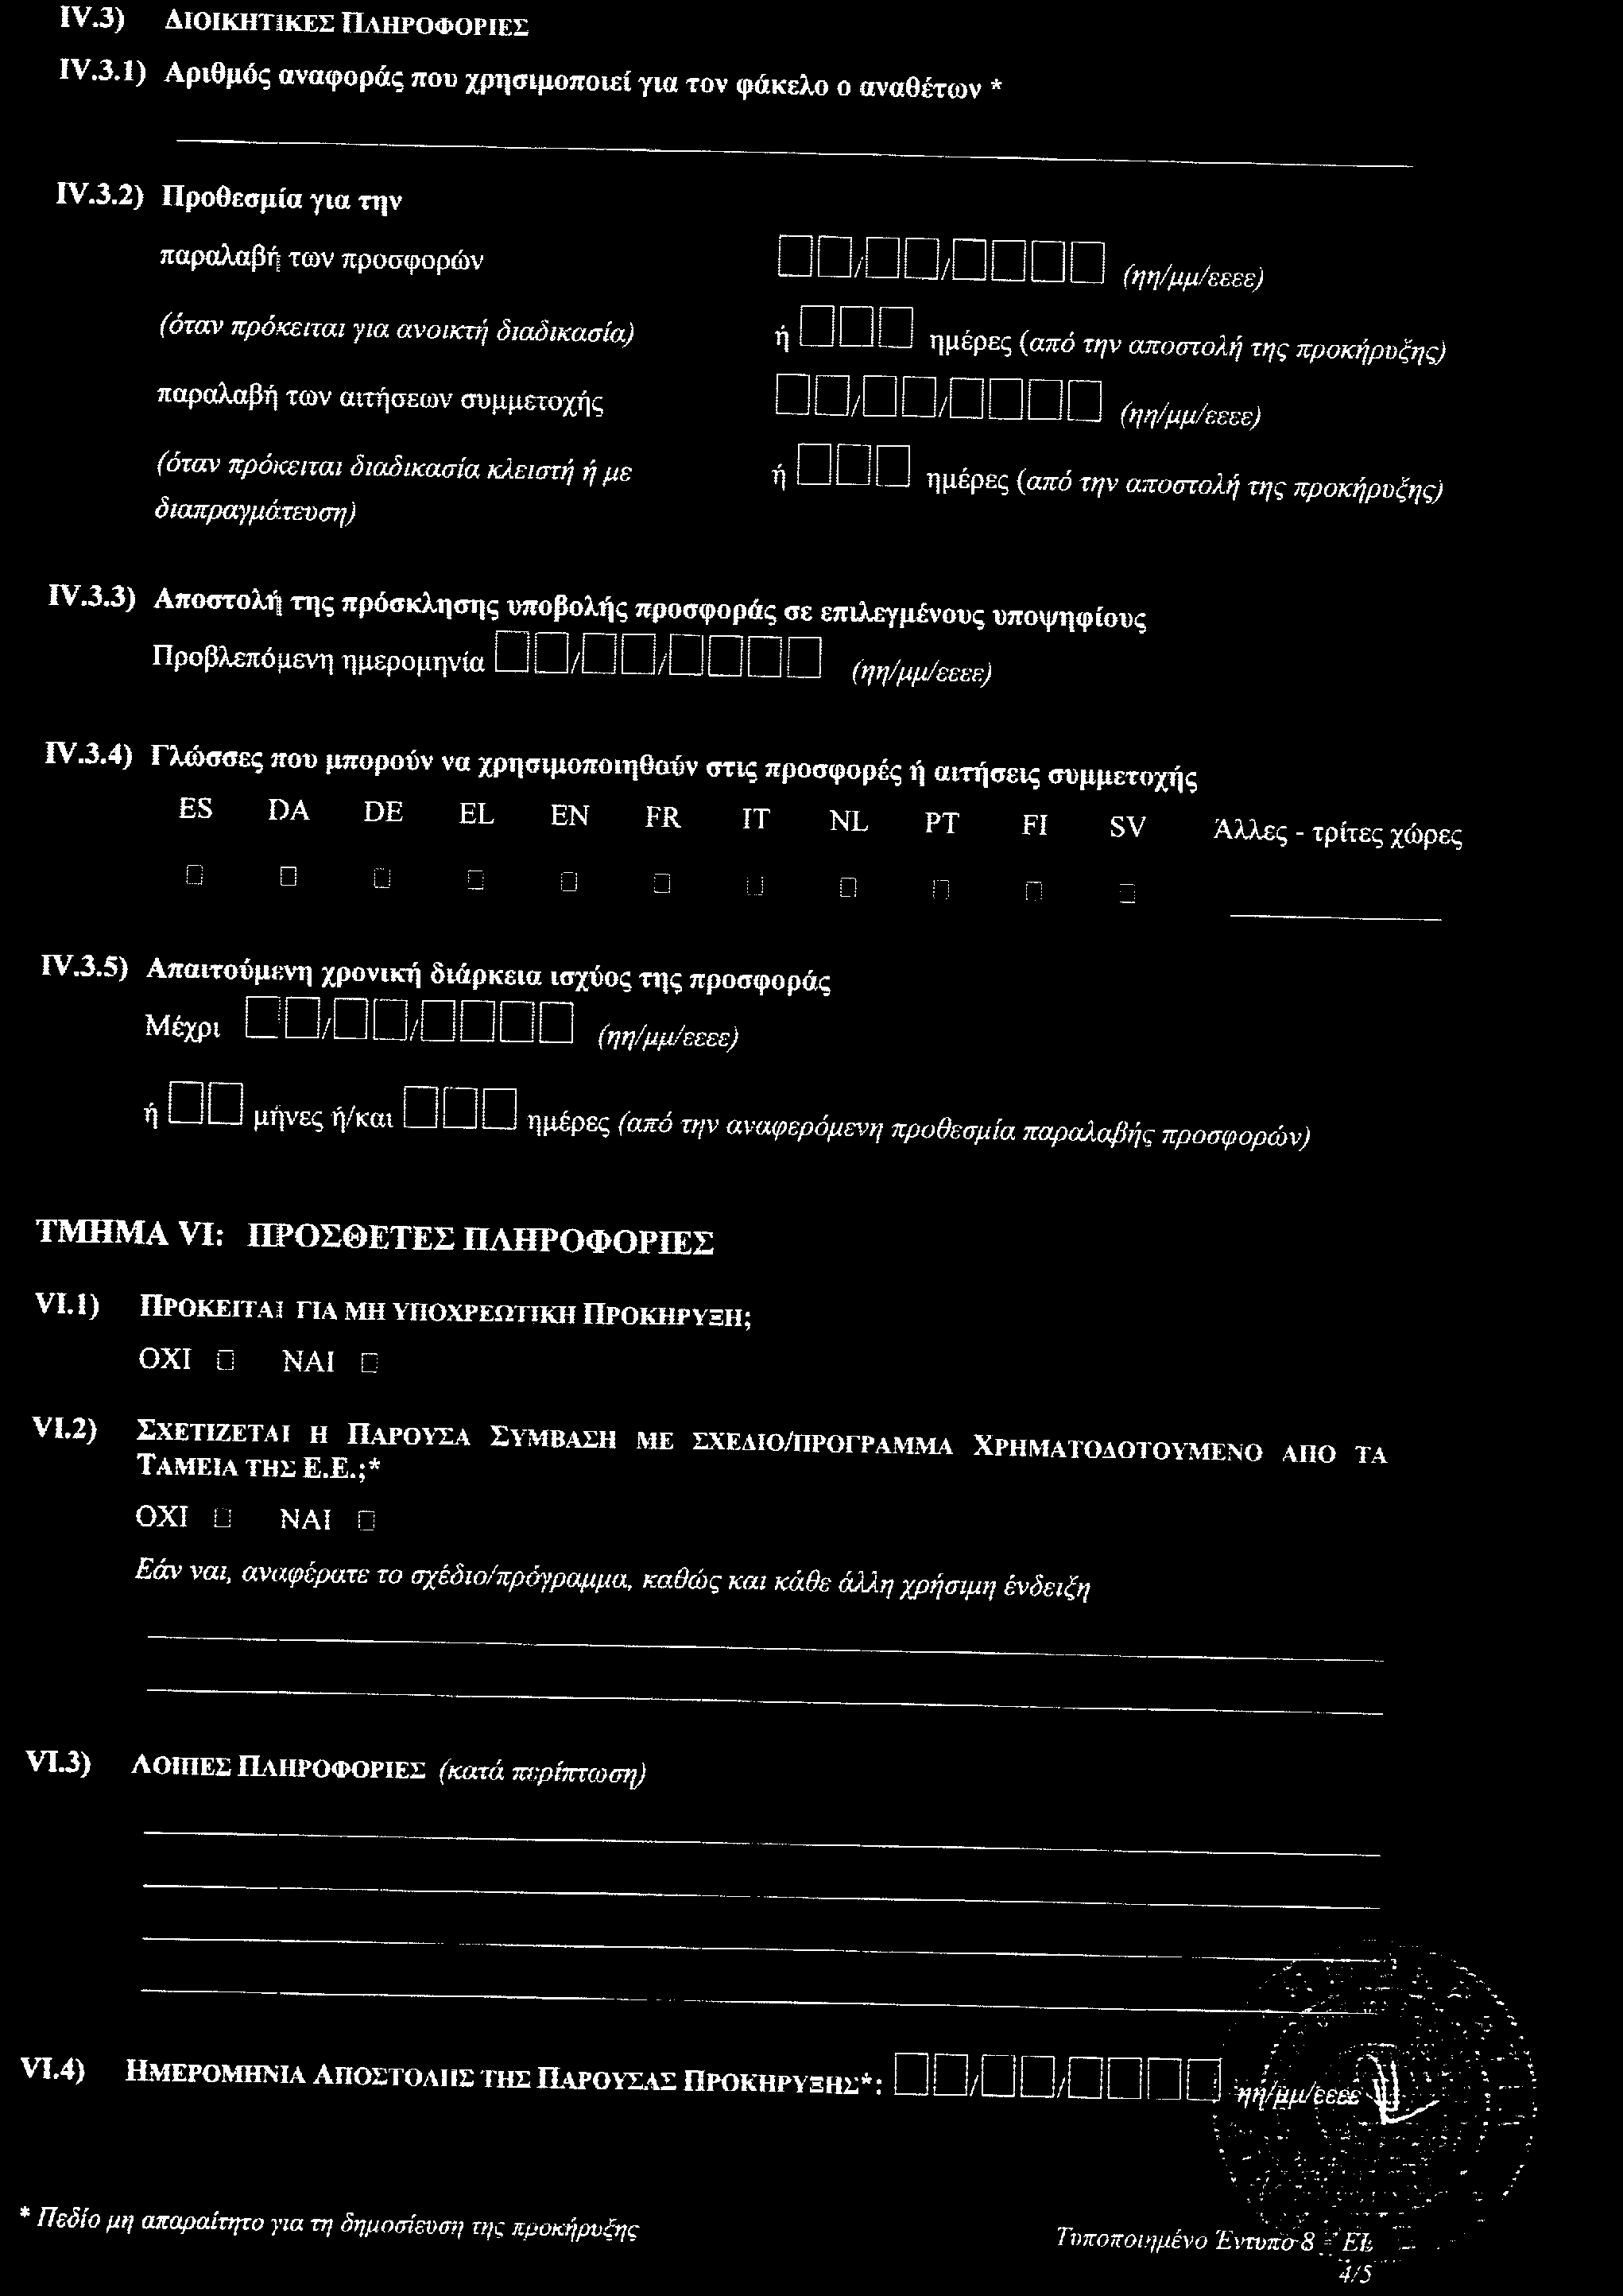 IV.3) ΔΙΟΙΚΗΤΙΚΕΣ ΠΛΗΡΟΦΟΡΙΕΣ
IV.3.1) Αριθμός αναφοράς που χρησιμοποιεί για τον φάκελο ο αναθέτων *
IV.3.2) Προθεσμία για την
παραλαβή των προσφορών □□/□□/□□□□ (ηη/μμ/εεεε)
(όταν πρόκειται για ανοικτή διαδικασία) ή □□□ ημέρες (από την αποστολή της προκήρυξης)
παραλαβή των αιτήσεων συμμετοχής □□/□□/□□□□ (ηη/μμ/εεεε)
(όταν πρόκειται διαδικασία κλειστή ή με ή □□□ ημέρες (από την αποστολή της προκήρυξης)
διαπραγμάτευση)
IV.3.3) Αποστολή της πρόσκλησης υποβολής προσφοράς σε επιλεγμένους υποψηφίους
Προβλεπόμενη ημερομηνία □□/□□/□□□□ (ηη/μμ/εεεε)
IV.3.4) Γλώσσες που μπορούν να χρησιμοποιηθούν στις προσφορές ή αιτήσεις συμμετοχής
ES DA DE EL EN FR IT NL PT FI SV Άλλες - τρίτες χώρες
□ □ □ □ □ □ □ □ □ □ □
IV.3.5) Απαιτούμενη χρονική διάρκεια ισχύος της προσφοράς
Μέχρι □□/□□/□□□□ (ηη/μμ/εεεε)
ή □□ μήνες ή/και □□□ ημέρες (από την αναφερόμενη προθεσμία παραλαβής προσφορών)
ΤΜΗΜΑ VI: ΠΡΟΣΘΕΤΕΣ ΠΛΗΡΟΦΟΡΙΕΣ
VI.1) ΠΡΟΚΕΙΤΑΙ ΓΙΑ ΜΗ ΥΠΟΧΡΕΩΤΙΚΗ ΠΡΟΚΗΡΥΞΗ;
ΟΧΙ □ ΝΑΙ □
VI.2) ΣΧΕΤΙΖΕΤΑΙ Η ΠΑΡΟΥΣΑ ΣΥΜΒΑΣΗ ΜΕ ΣΧΕΔΙΟ/ΠΡΟΓΡΑΜΜΑ ΧΡΗΜΑΤΟΔΟΤΟΥΜΕΝΟ ΑΠΟ ΤΑ
ΤΑΜΕΙΑ ΤΗΣ Ε.Ε.;*
ΟΧΙ □ ΝΑΙ □
Εάν ναι, αναφέρατε το σχέδιο/πρόγραμμα, καθώς και κάθε άλλη χρήσιμη ένδειξη
VI.3) ΛΟΙΠΕΣ ΠΛΗΡΟΦΟΡΙΕΣ (κατά περίπτωση)
VI.4) ΗΜΕΡΟΜΗΝΙΑ ΑΠΟΣΤΟΛΗΣ ΤΗΣ ΠΑΡΟΥΣΑΣ ΠΡΟΚΗΡΥΞΗΣ*: □□/□□/□□□□ ηη/μμ/εεεε
* Πεδίο μη απαραίτητο για τη δημοσίευση της προκήρυξης
Τυποποιημένο Έντυπο 8 - EL
4/5